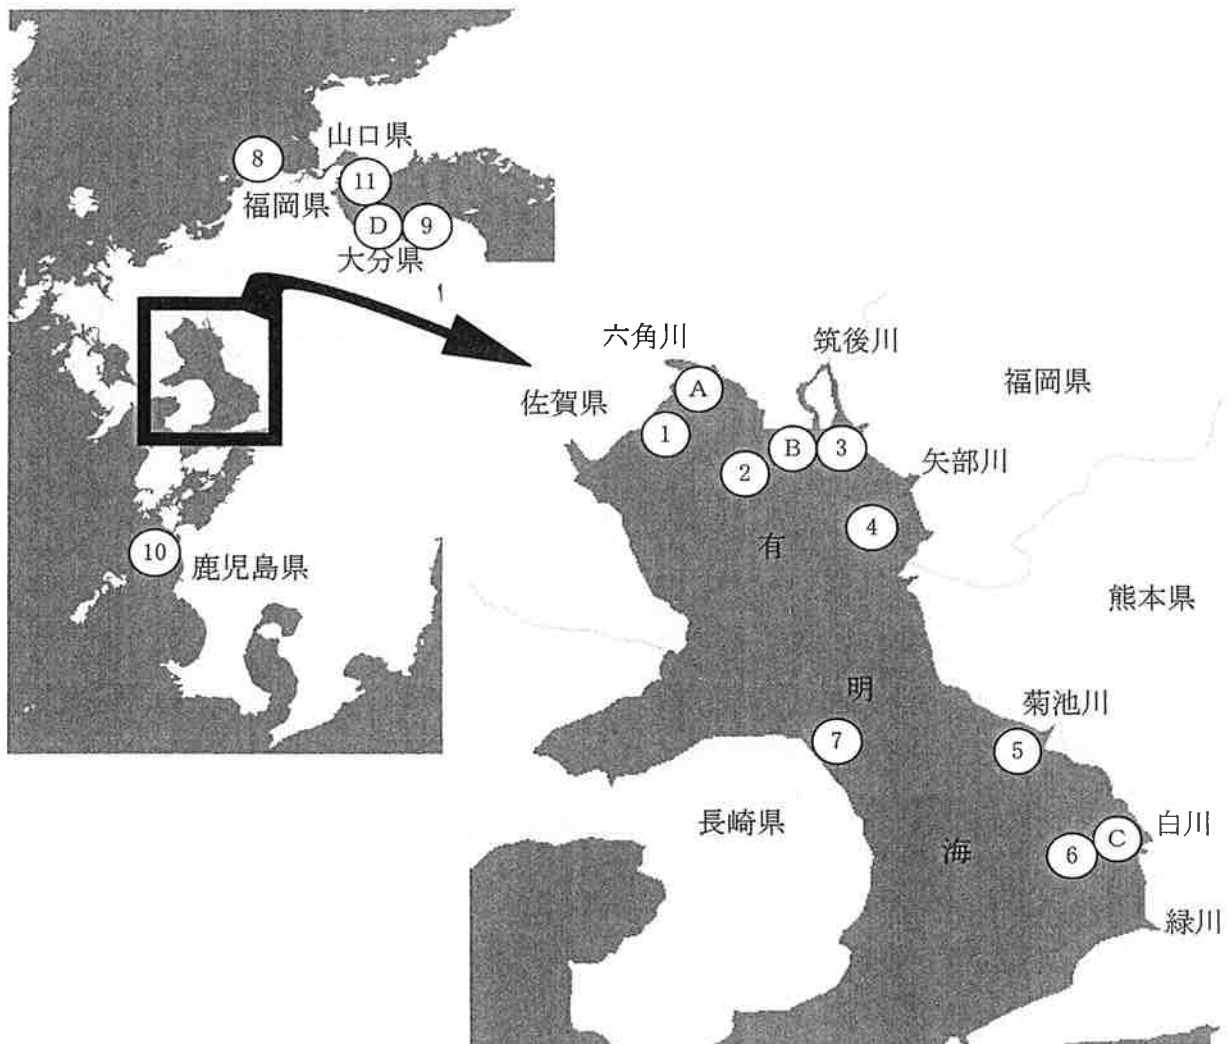 山口県
8
11
福岡県
D
9
大分県
六角川
筑後川
福岡県
佐賀県
A
1
B
3
2
矢部川
4
有
10
鹿児島県
熊本県
明
菊池川
7
5
長崎県
白川
C
海
6
緑川